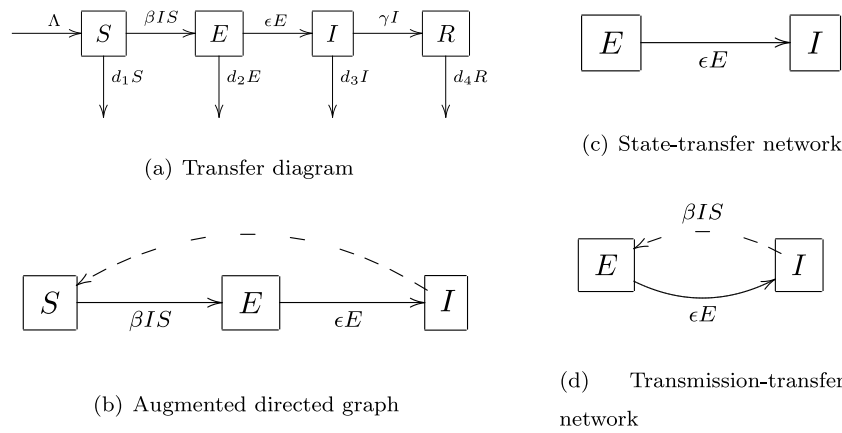 Λ
S
βIS
E
ϵE
I
γI
R
d₁S
d₂E
d₃I
d₄R
(a) Transfer diagram
S
βIS
E
ϵE
I
(b) Augmented directed graph
E
ϵE
I
(c) State-transfer network
βIS
E
I
ϵE
(d) Transmission-transfer
network